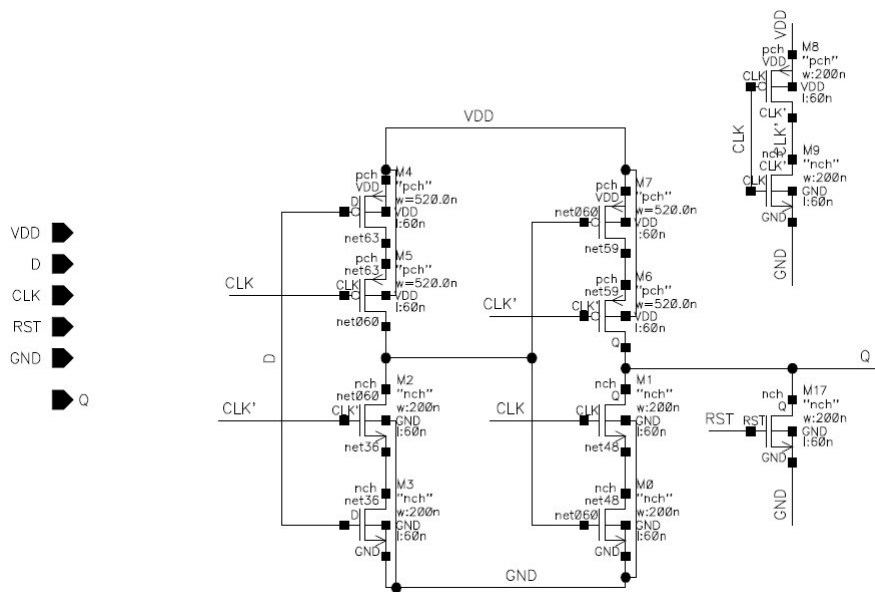 VDD
D
CLK
RST
GND
Q
VDD
pch
M4
VDD
"pch"
w=520.0n
D
VDD
l:60n
net63
pch
M5
net63
"pch"
w=520.0n
CLK
CLK
VDD
l:60n
net060
D
nch
M2
net060
"nch"
w:200n
CLK'
CLK'
GND
l:60n
net36
nch
M3
net36
"nch"
w:200n
D
GND
l:60n
GND
GND
pch
M7
VDD
"pch"
w=520.0n
net060
VDD
l:60n
net59
pch
M6
net59
"pch"
w=520.0n
CLK'
CLK'
VDD
l:60n
Q
nch
M1
Q
"nch"
w:200n
CLK
CLK
GND
l:60n
net48
nch
M0
net48
"nch"
w:200n
net060
GND
l:60n
GND
VDD
pch
M8
VDD
"pch"
w:200n
CLK
VDD
l:60n
CLK'
CLK
CLK'
nch
M9
CLK'
"nch"
w:200n
CLK
GND
l:60n
GND
GND
Q
nch
M17
Q
"nch"
w:200n
RST
RST
GND
l:60n
GND
GND